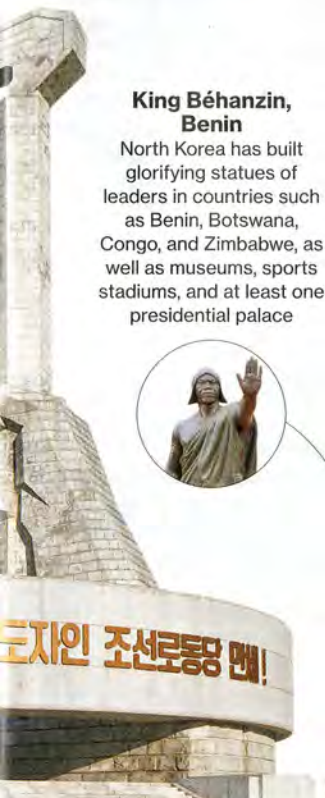 King Béhanzin,
Benin
North Korea has built
glorifying statues of
leaders in countries such
as Benin, Botswana,
Congo, and Zimbabwe, as
well as museums, sports
stadiums, and at least one
presidential palace
도자인 조선로동당 만세!